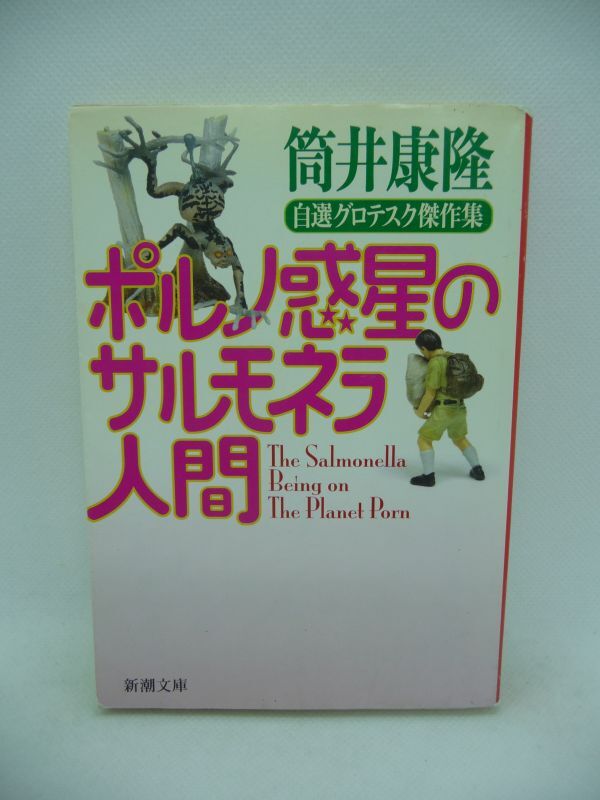 筒井康隆
自選グロテスク傑作集
ポルノ惑星の
サルモネラ
人間
The Salmonella
Being on
The Planet Porn
新潮文庫